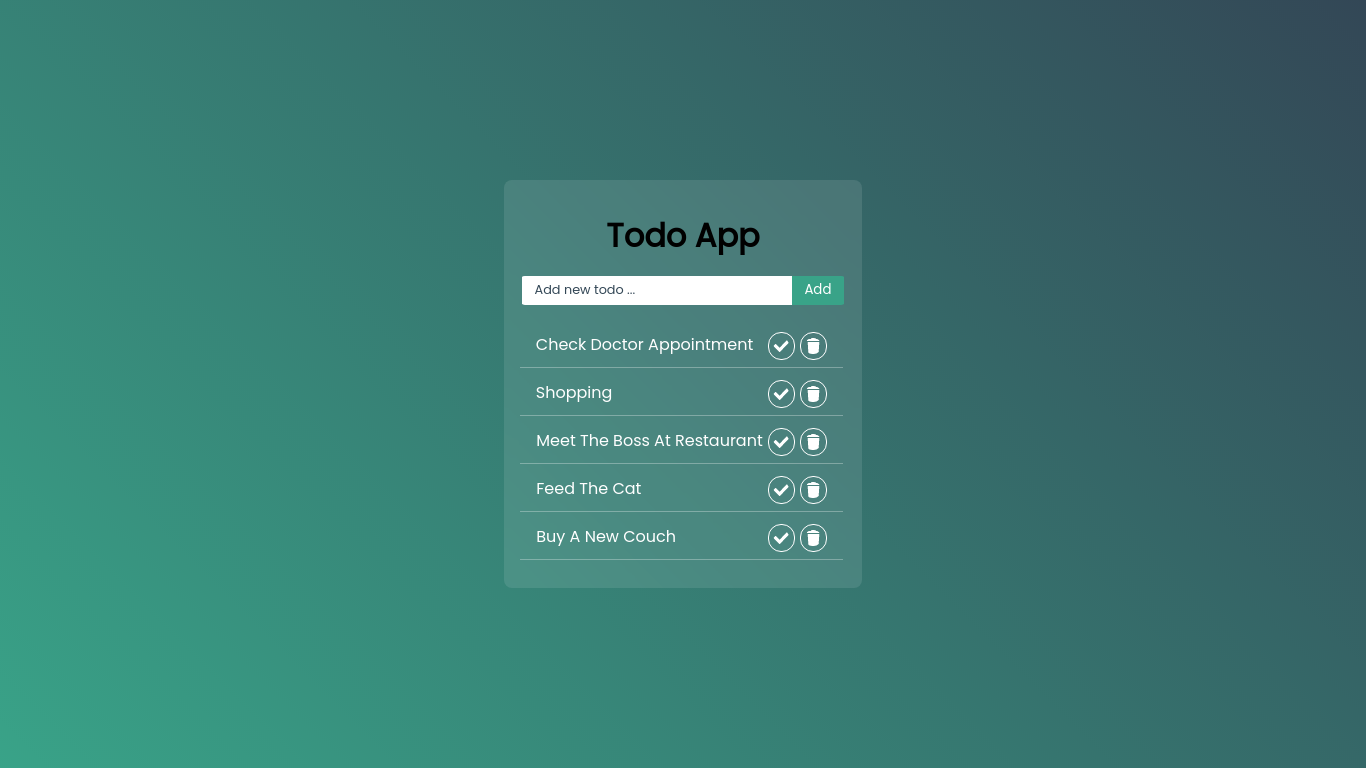 Todo App
Add new todo ... Add
Check Doctor Appointment
Shopping
Meet The Boss At Restaurant
Feed The Cat
Buy A New Couch